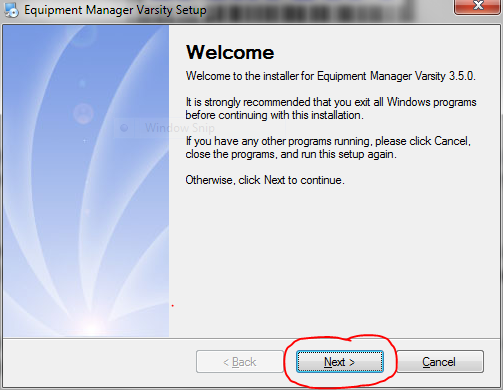 Equipment Manager Varsity Setup
Welcome
Welcome to the installer for Equipment Manager Varsity 3.5.0.
It is strongly recommended that you exit all Windows programs
before continuing with this installation.
If you have any other programs running, please click Cancel,
close the programs, and run this setup again.
Otherwise, click Next to continue.
Window Snip
< Back
Next >
Cancel